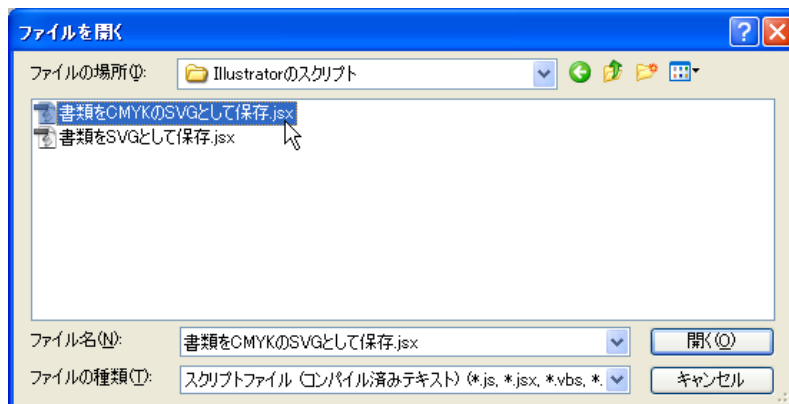 ファイルを開く
ファイルの場所(I): Illustratorのスクリプト
書類をCMYKのSVGとして保存.jsx
書類をSVGとして保存.jsx
ファイル名(N): 書類をCMYKのSVGとして保存.jsx 開く(O)
ファイルの種類(T): スクリプトファイル (コンパイル済みテキスト) (*.js, *.jsx, *.vbs, *. キャンセル